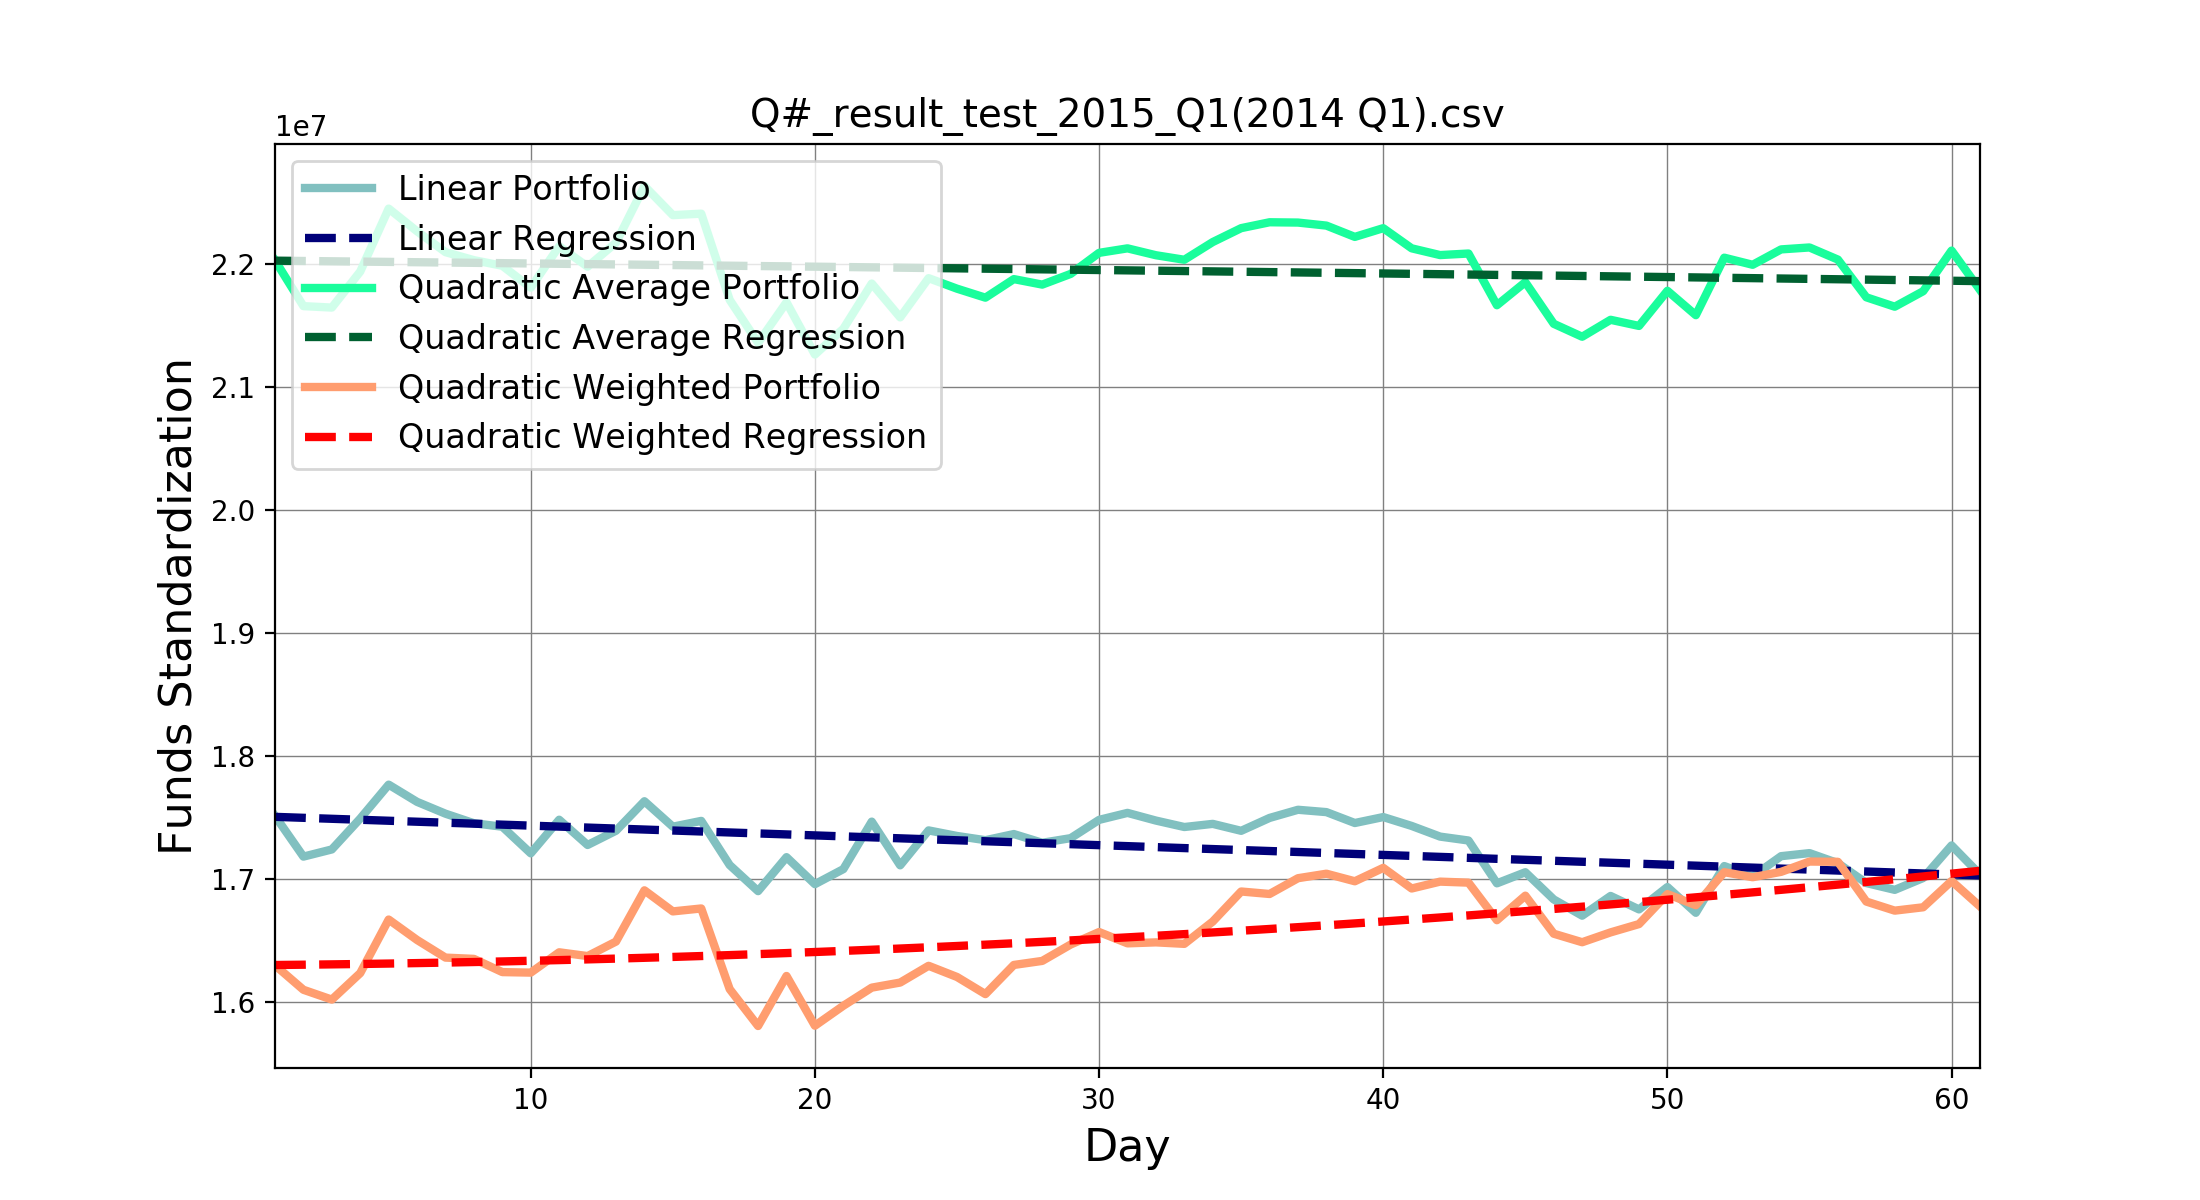 Q#_result_test_2015_Q1(2014 Q1).csv
1e7
Linear Portfolio
Linear Regression
Quadratic Average Portfolio
Quadratic Average Regression
Quadratic Weighted Portfolio
Quadratic Weighted Regression
2.2
2.1
2.0
1.9
1.8
1.7
1.6
Funds Standardization
10 20 30 40 50 60
Day